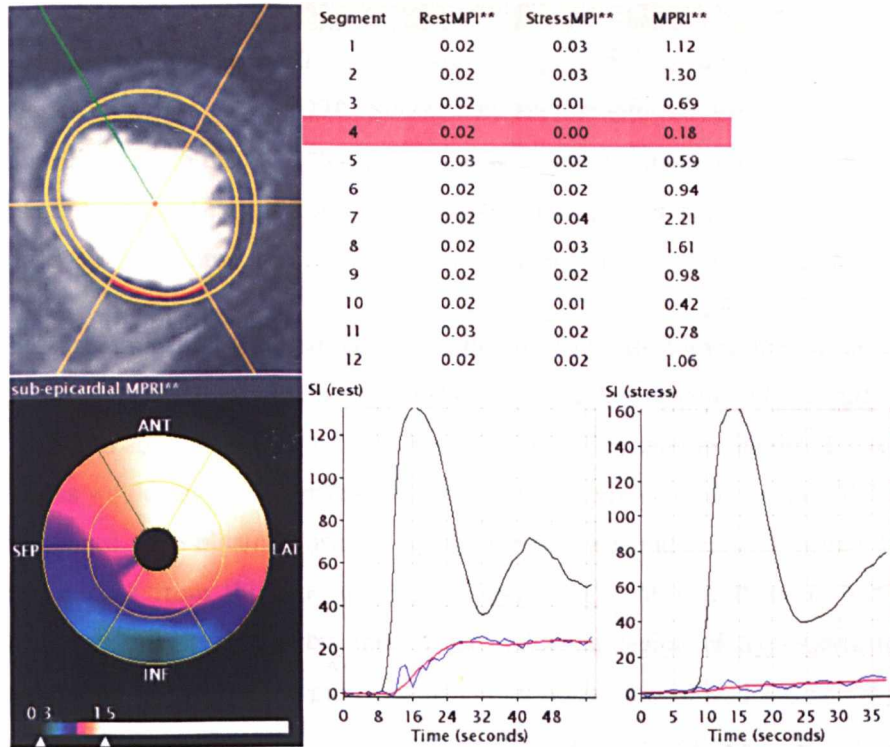 Segment RestMPI** StressMPI** MPRI**
1 0.02 0.03 1.12
2 0.02 0.03 1.30
3 0.02 0.01 0.69
4 0.02 0.00 0.18
5 0.03 0.02 0.59
6 0.02 0.02 0.94
7 0.02 0.04 2.21
8 0.02 0.03 1.61
9 0.02 0.02 0.98
10 0.02 0.01 0.42
11 0.03 0.02 0.78
12 0.02 0.02 1.06
sub-epicardial MPRI**
ANT
SEP
LAT
INF
0 3 1 5
SI (rest)
120
100
80
60
40
20
0
0 8 16 24 32 40 48
Time (seconds)
SI (stress)
160
140
120
100
80
60
40
20
0
0 10 20 30
Time (seconds)